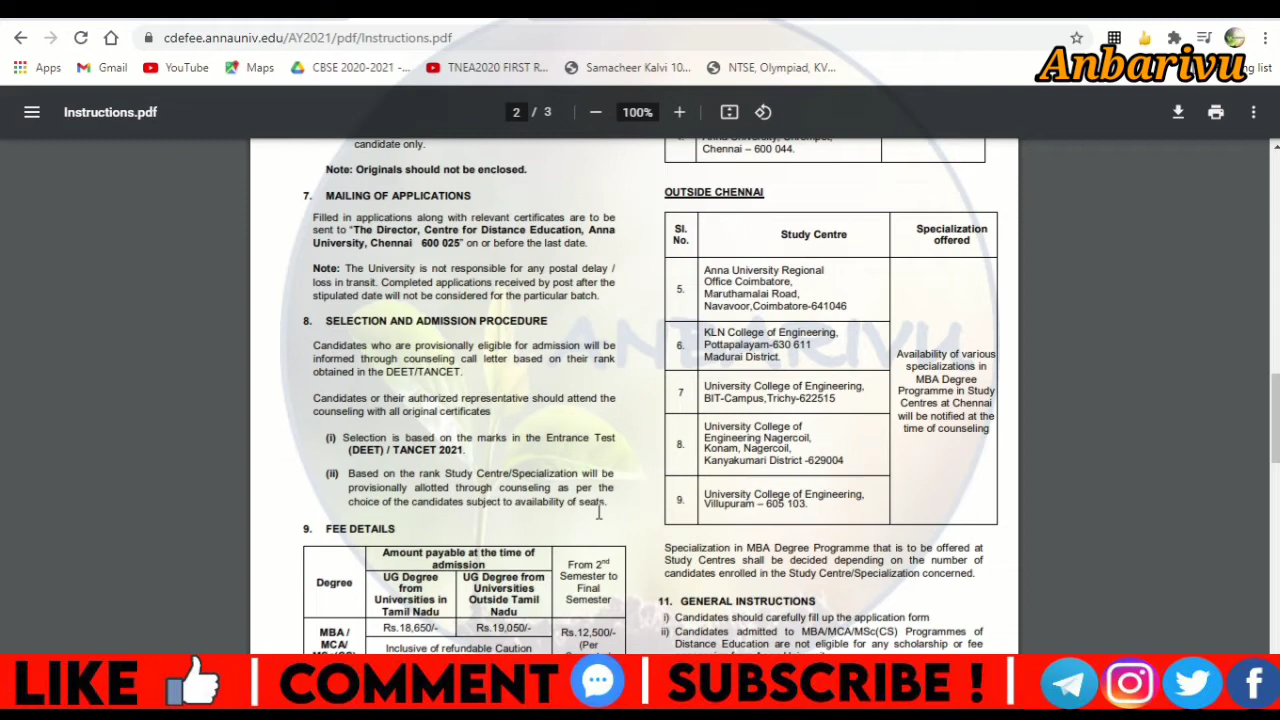 cdefee.annauniv.edu/AY2021/pdf/Instructions.pdf
Anbarivu
Apps
Gmail
YouTube
Maps
CBSE 2020-2021 -...
TNEA2020 FIRST R...
Samacheer Kalvi 10...
NTSE, Olympiad, KV...
list
Instructions.pdf
2 / 3
100%
candidate only.
Note: Originals should not be enclosed.
7. MAILING OF APPLICATIONS
Filled in applications along with relevant certificates are to be
sent to “The Director, Centre for Distance Education, Anna
University, Chennai 600 025” on or before the last date.
Note: The University is not responsible for any postal delay /
loss in transit. Completed applications received by post after the
stipulated date will not be considered for the particular batch.
8. SELECTION AND ADMISSION PROCEDURE
Candidates who are provisionally eligible for admission will be
informed through counseling call letter based on their rank
obtained in the DEET/TANCET.
Candidates or their authorized representative should attend the
counseling with all original certificates
(i) Selection is based on the marks in the Entrance Test
(DEET) / TANCET 2021.
(ii) Based on the rank Study Centre/Specialization will be
provisionally allotted through counseling as per the
choice of the candidates subject to availability of seats.
9. FEE DETAILS
Degree
Amount payable at the time of
admission
UG Degree
from
Universities in
Tamil Nadu
UG Degree from
Universities
Outside Tamil
Nadu
From 2nd
Semester to
Final
Semester
MBA /
MCA/
Rs.18,650/-
Rs.19,050/-
Rs.12,500/-
(Per
Inclusive of refundable Caution
Chennai – 600 044.
OUTSIDE CHENNAI
Sl.
No.
Study Centre
Specialization
offered
5.
Anna University Regional
Office Coimbatore,
Maruthamalai Road,
Navavoor,Coimbatore-641046
6.
KLN College of Engineering,
Pottapalayam-630 611
Madurai District.
7
University College of Engineering,
BIT-Campus,Trichy-622515
8.
University College of
Engineering Nagercoil,
Konam, Nagercoil,
Kanyakumari District -629004
9.
University College of Engineering,
Villupuram – 605 103.
Availability of various
specializations in
MBA Degree
Programme in Study
Centres at Chennai
will be notified at the
time of counseling
Specialization in MBA Degree Programme that is to be offered at
Study Centres shall be decided depending on the number of
candidates enrolled in the Study Centre/Specialization concerned.
11. GENERAL INSTRUCTIONS
i) Candidates should carefully fill up the application form
ii) Candidates admitted to MBA/MCA/MSc(CS) Programmes of
Distance Education are not eligible for any scholarship or fee
ANBARIVU
LIKE
COMMENT
SUBSCRIBE !